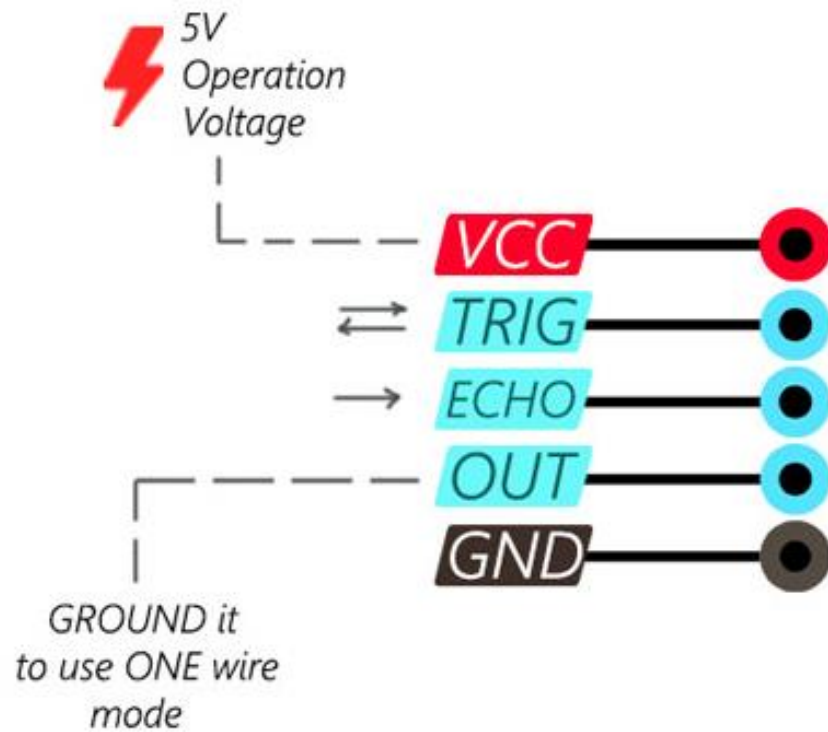 5V
Operation
Voltage
VCC
TRIG
ECHO
OUT
GND
GROUND it
to use ONE wire
mode